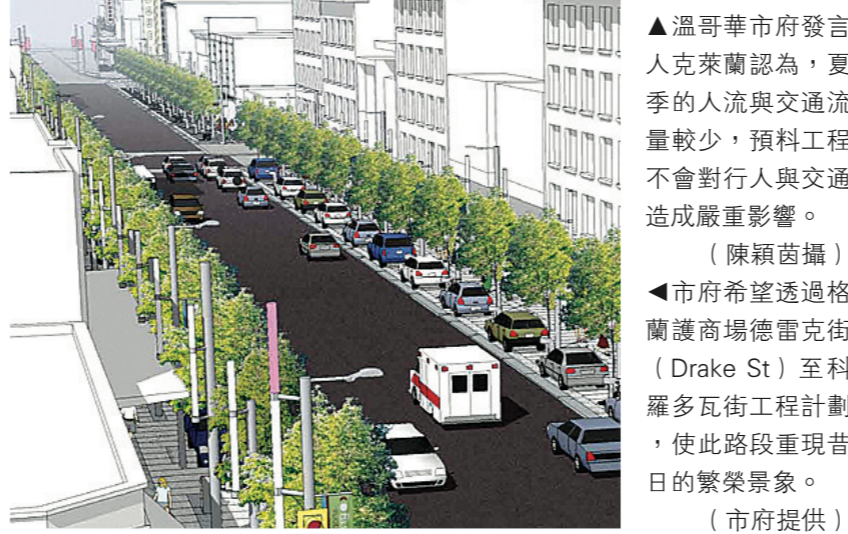 ▲溫哥華市府發言
人克萊蘭認為，夏
季的人流與交通流
量較少，預料工程
不會對行人與交通
造成嚴重影響。
（陳穎茵攝）
◀市府希望透過格
蘭護商場德雷克街
（Drake St）至科
羅多瓦街工程計劃
，使此路段重現昔
日的繁榮景象。
（市府提供）